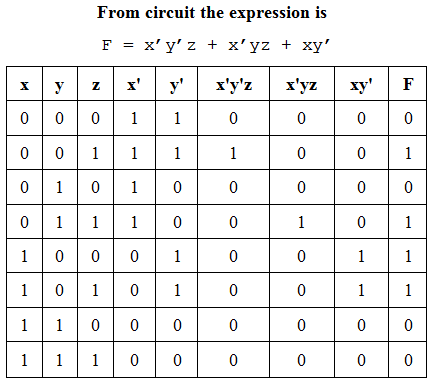 From circuit the expression is
F = x’y’z + x’yz + xy’
x y z x' y' x'y'z x'yz xy' F
0 0 0 1 1 0 0 0 0
0 0 1 1 1 1 0 0 1
0 1 0 1 0 0 0 0 0
0 1 1 1 0 0 1 0 1
1 0 0 0 1 0 0 1 1
1 0 1 0 1 0 0 1 1
1 1 0 0 0 0 0 0 0
1 1 1 0 0 0 0 0 0